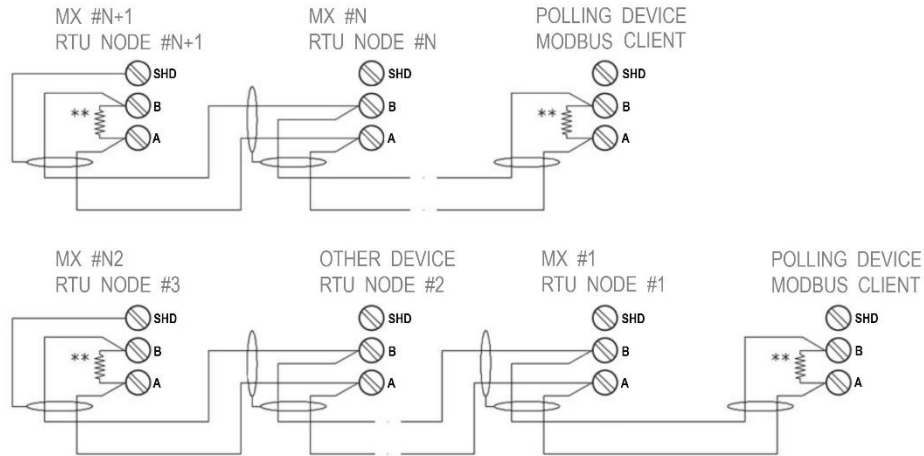 MX #N+1
RTU NODE #N+1
MX #N
RTU NODE #N
POLLING DEVICE
MODBUS CLIENT
SHD
SHD
SHD
**
B
B
**
B
A
A
A
MX #N2
RTU NODE #3
OTHER DEVICE
RTU NODE #2
MX #1
RTU NODE #1
POLLING DEVICE
MODBUS CLIENT
SHD
SHD
SHD
SHD
**
B
B
B
**
B
A
A
A
A